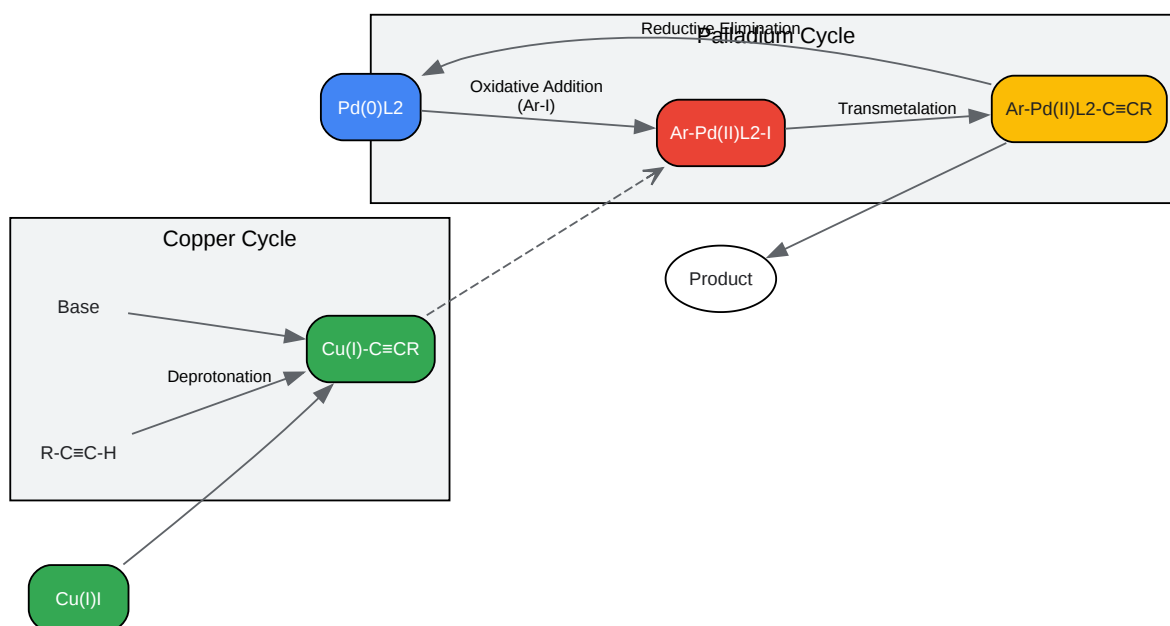 Reductive Elimination
Palladium Cycle
Oxidative Addition
(Ar-I)
Pd(0)L2
Transmetalation
Ar-Pd(II)L2-C≡CR
Ar-Pd(II)L2-I
Copper Cycle
Product
Base
Cu(I)-C≡CR
Deprotonation
R-C≡C-H
Cu(I)I